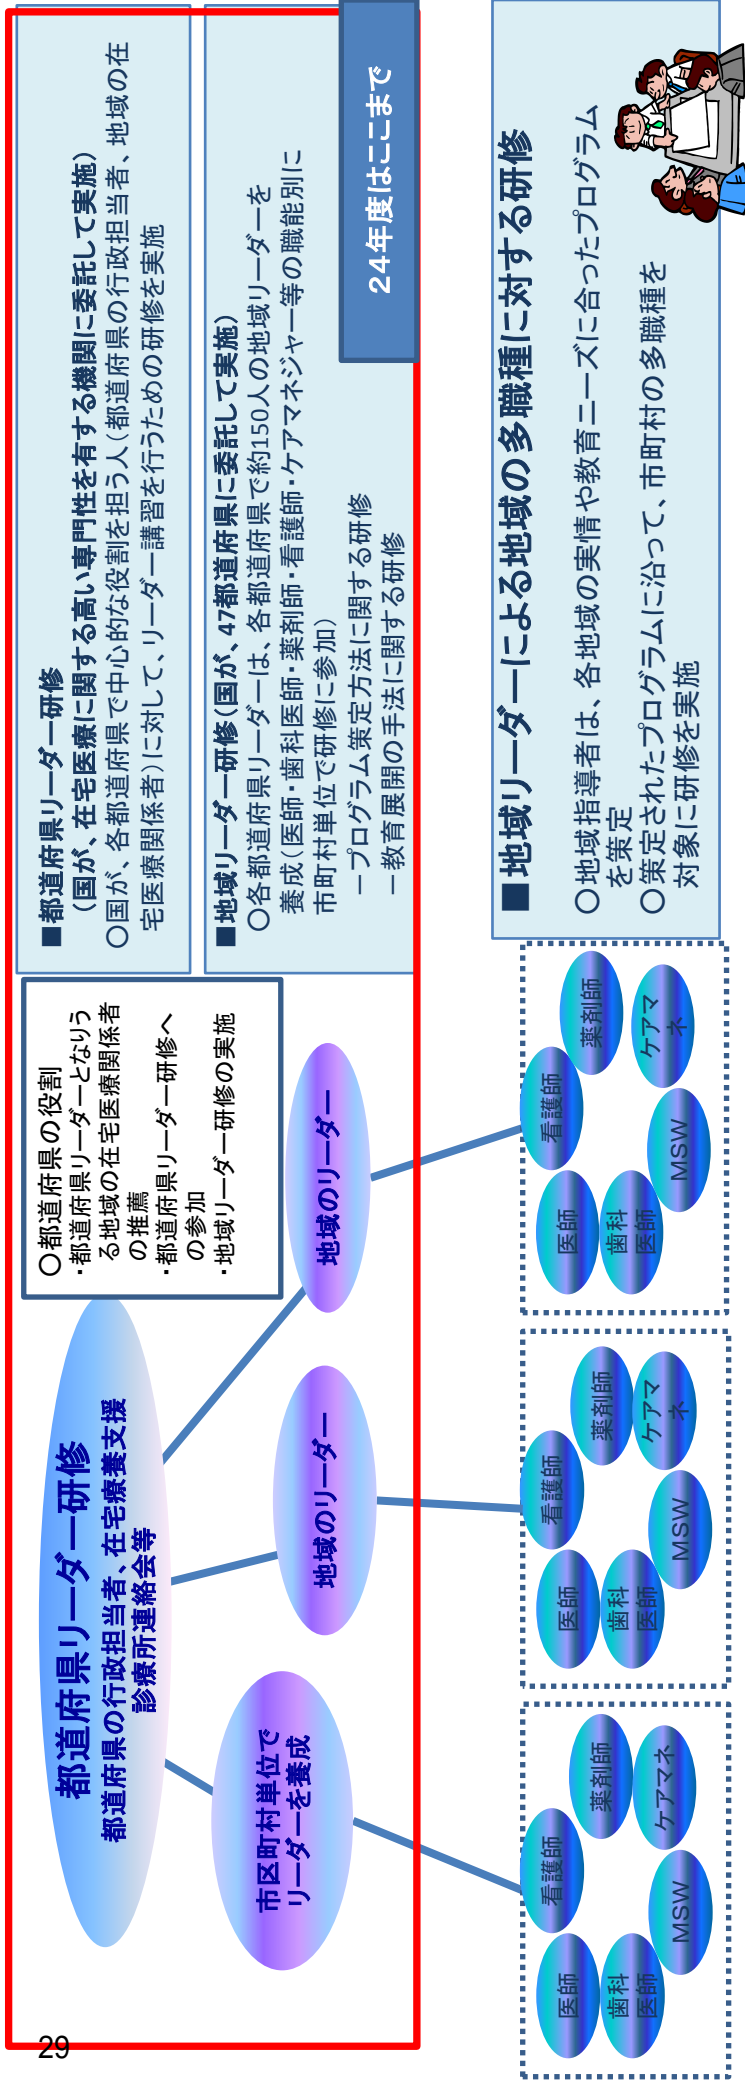 都道府県リーダー研修
都道府県の行政担当者、在宅療養支援
診療所連絡会等
〇都道府県の役割
・都道府県リーダーとなりう
る地域の在宅医療関係者
の推薦
・都道府県リーダー研修へ
の参加
・地域リーダー研修の実施
市区町村単位で
リーダーを養成
地域のリーダー
地域のリーダー
■都道府県リーダー研修
(国が、在宅医療に関する高い専門性を有する機関に委託して実施)
〇国が、各都道府県で中心的な役割を担う人(都道府県の行政担当者、地域の在
宅医療関係者)に対して、リーダー講習を行うための研修を実施
■地域リーダー研修(国が、47都道府県に委託して実施)
〇各都道府県リーダーは、各都道府県で約150人の地域リーダーを
養成(医師・歯科医師・薬剤師・看護師・ケアマネジャー等の職能別に
市町村単位で研修に参加)
－プログラム策定方法に関する研修
－教育展開の手法に関する研修
24年度はここまで
医師
歯科
医師
看護師
薬剤師
ケアマネ
MSW
医師
歯科
医師
看護師
薬剤師
ケアマ
ネ
MSW
医師
歯科
医師
看護師
薬剤師
ケアマ
ネ
MSW
■地域リーダーによる地域の多職種に対する研修
〇地域指導者は、各地域の実情や教育ニーズに合ったプログラム
を策定
〇策定されたプログラムに沿って、市町村の多職種を
対象に研修を実施
29